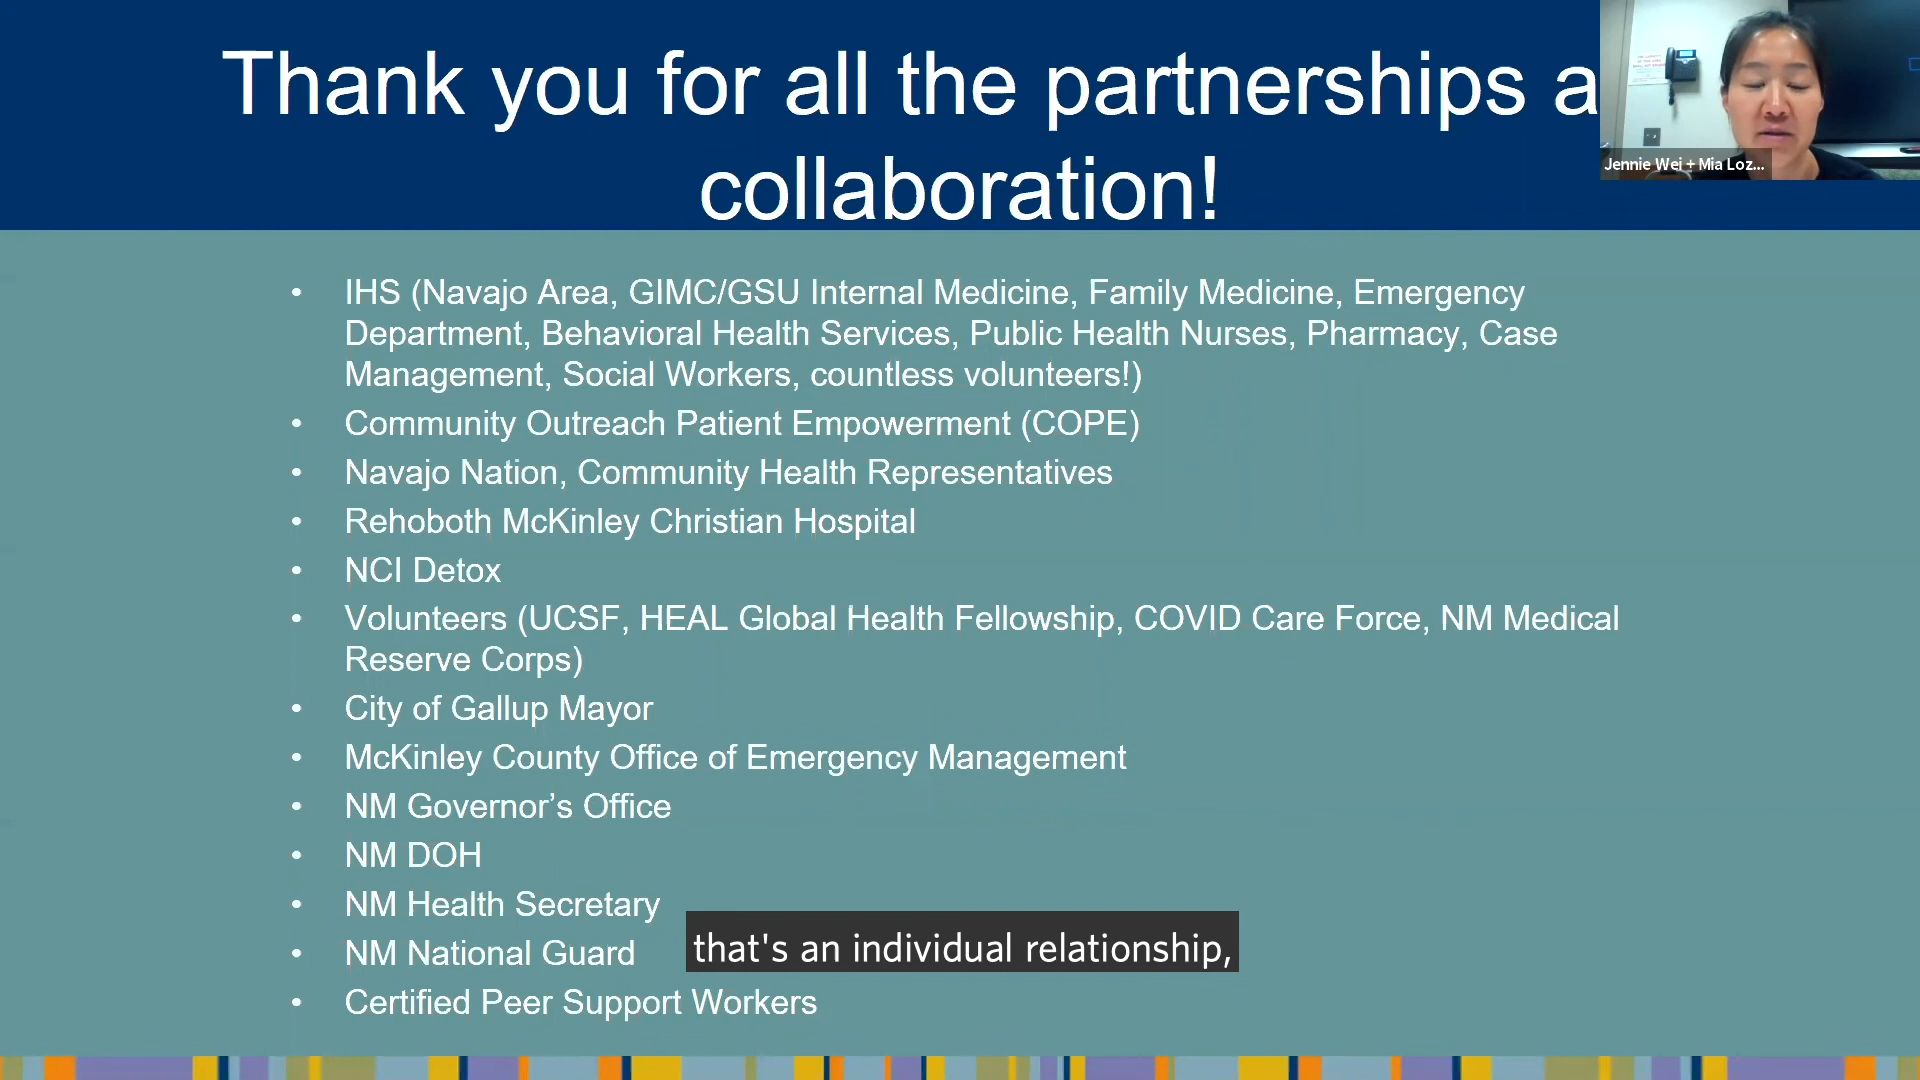 Thank you for all the partnerships a
collaboration!
Jennie Wei + Mia Loz...
• IHS (Navajo Area, GIMC/GSU Internal Medicine, Family Medicine, Emergency
Department, Behavioral Health Services, Public Health Nurses, Pharmacy, Case
Management, Social Workers, countless volunteers!)
• Community Outreach Patient Empowerment (COPE)
• Navajo Nation, Community Health Representatives
• Rehoboth McKinley Christian Hospital
• NCI Detox
• Volunteers (UCSF, HEAL Global Health Fellowship, COVID Care Force, NM Medical
Reserve Corps)
• City of Gallup Mayor
• McKinley County Office of Emergency Management
• NM Governor’s Office
• NM DOH
• NM Health Secretary
• NM National Guard
that's an individual relationship,
• Certified Peer Support Workers